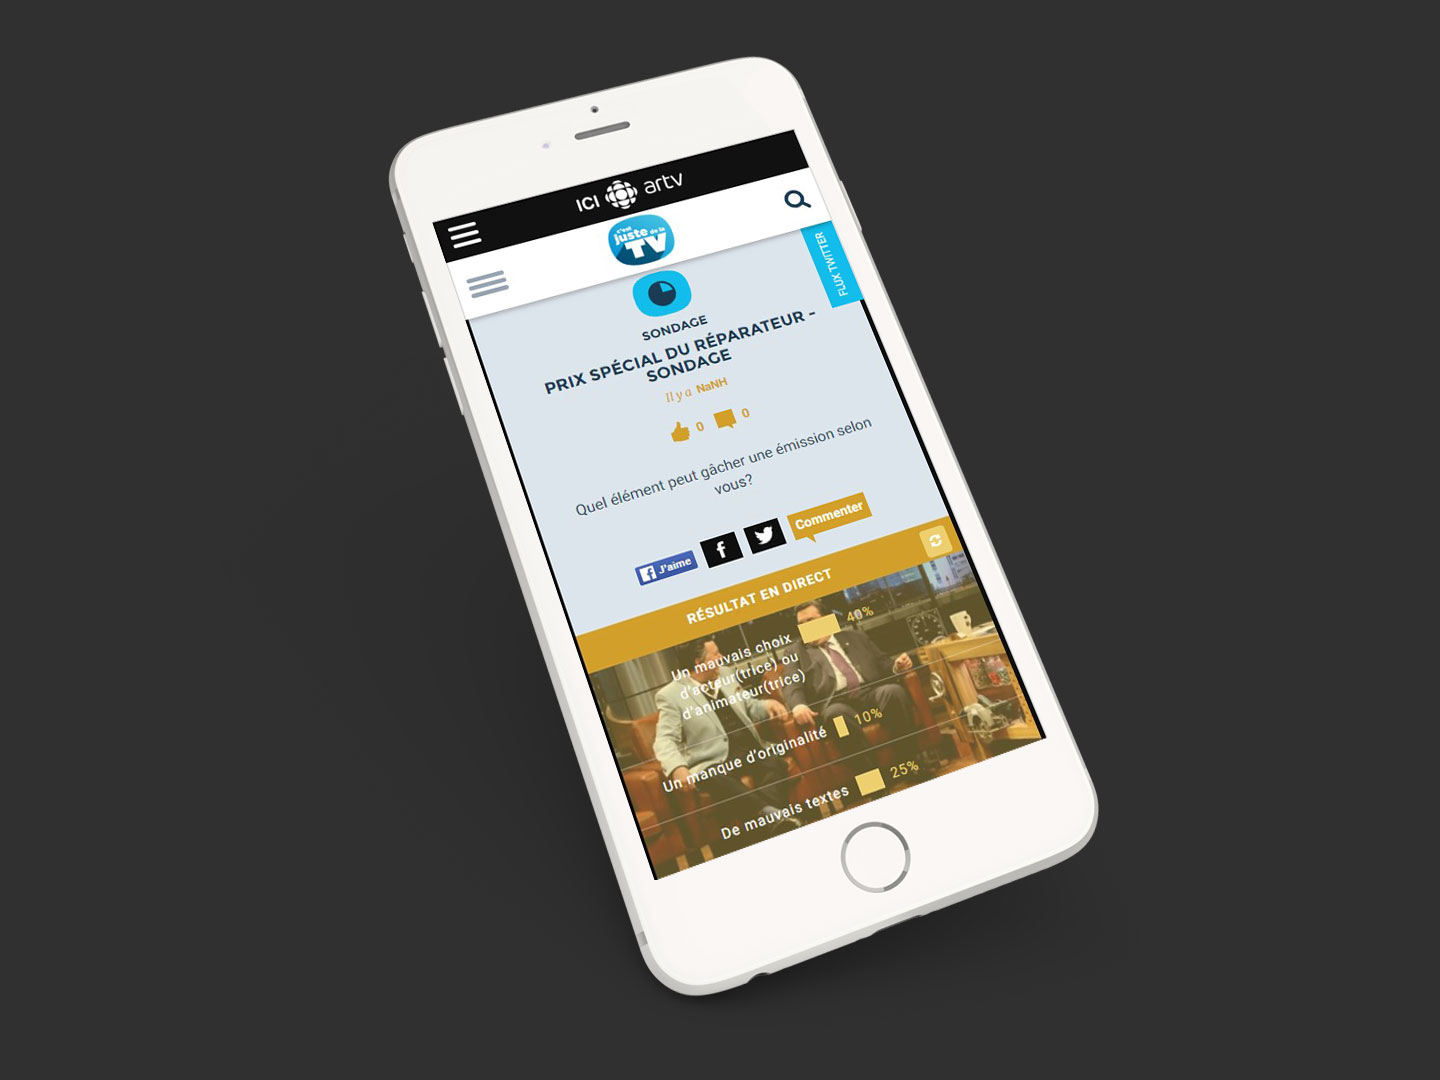 ICI artv
c'est
juste de la
TV
FLUX TWITTER
SONDAGE
PRIX SPÉCIAL DU RÉPARATEUR -
SONDAGE
Il y a NaNH
0 0
Quel élément peut gâcher une émission selon
vous?
J'aime
Commenter
RÉSULTAT EN DIRECT
Un mauvais choix
d'acteur(trice) ou
d'animateur(trice)
40%
Un manque d'originalité
10%
De mauvais textes
25%